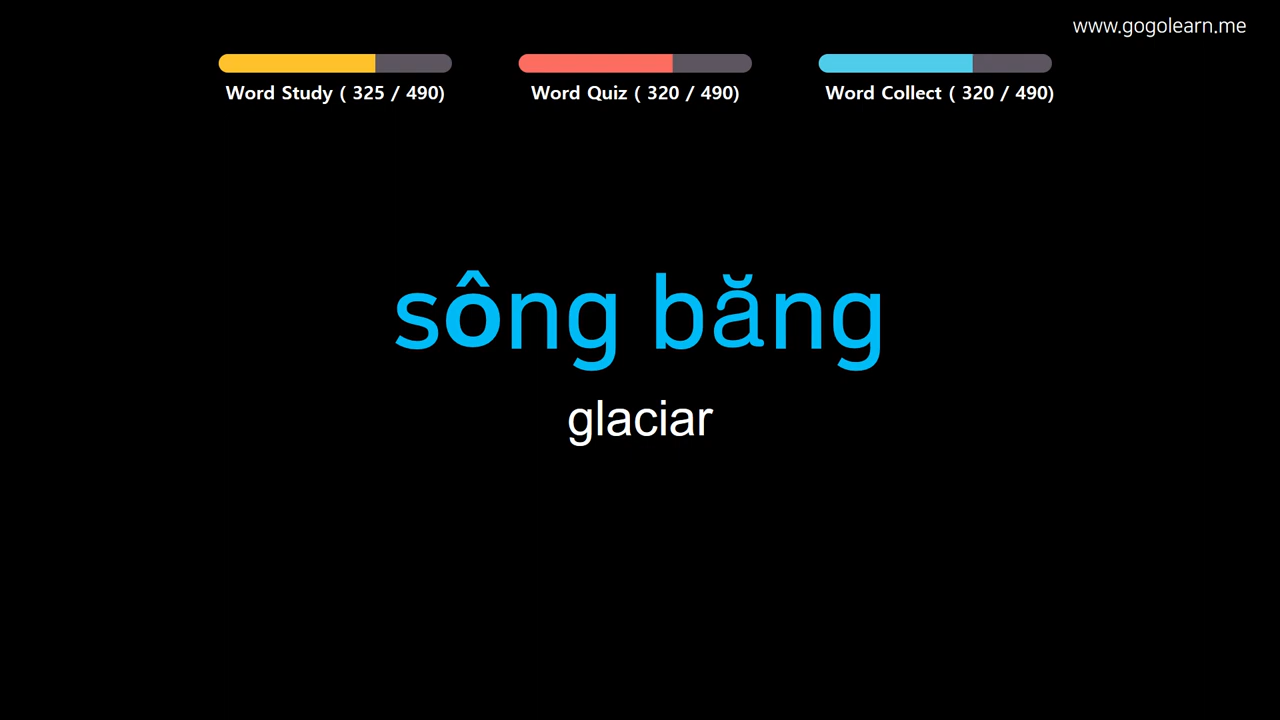 www.gogolearn.me
Word Study ( 325 / 490)
Word Quiz ( 320 / 490)
Word Collect ( 320 / 490)
sông băng
glaciar